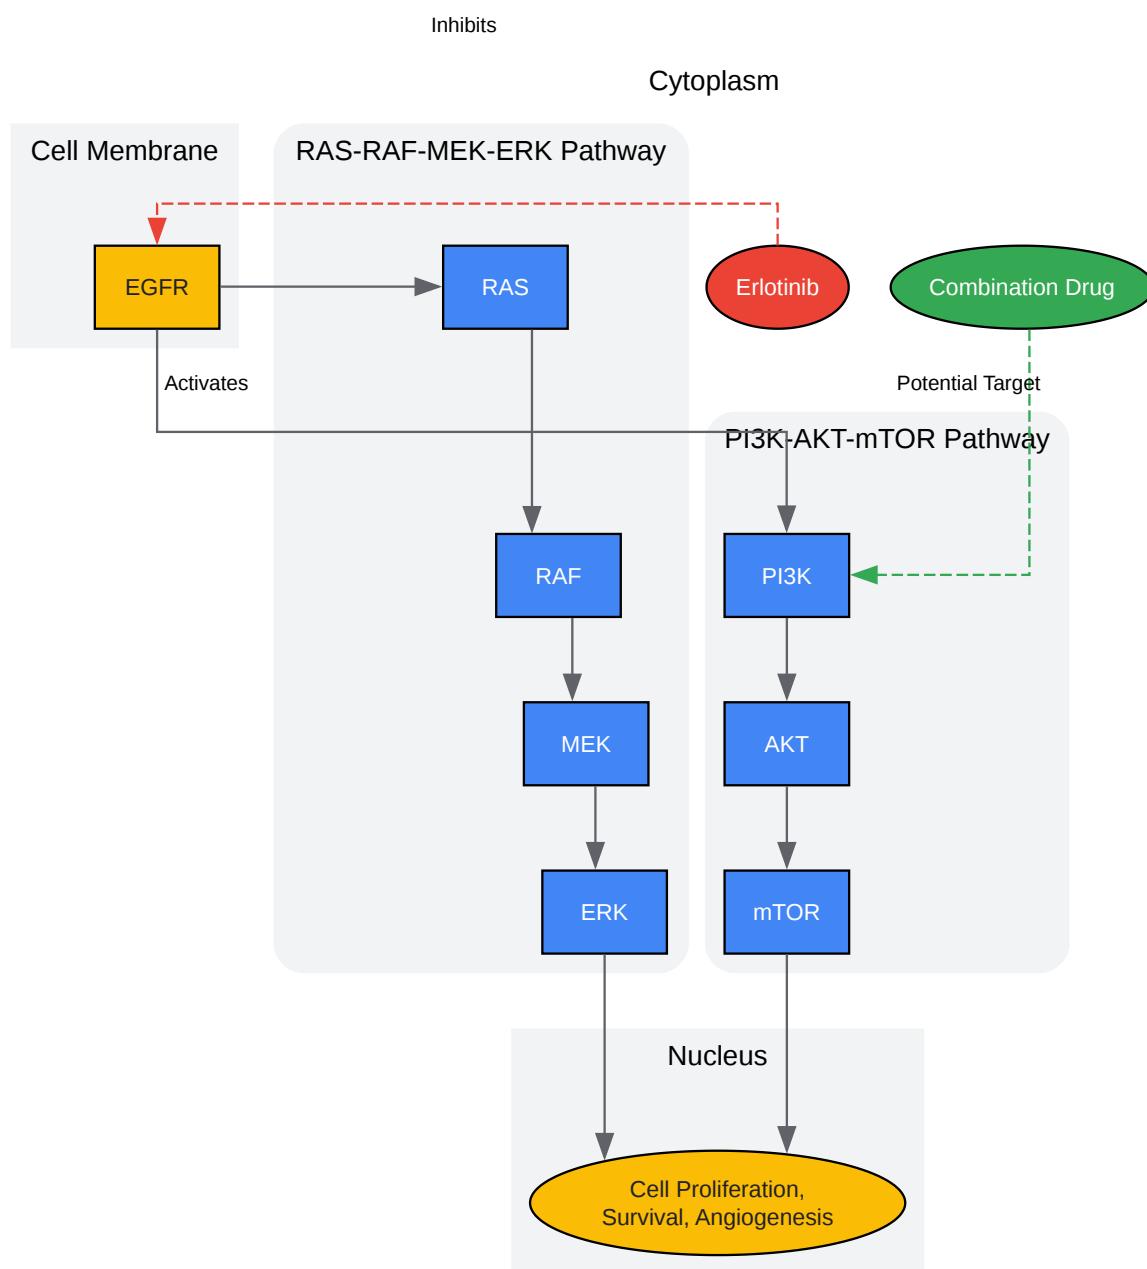 Inhibits
Cytoplasm
Cell Membrane
RAS-RAF-MEK-ERK Pathway
EGFR
RAS
Erlotinib
Combination Drug
Activates
Potential Target
PI3K-AKT-mTOR Pathway
RAF
PI3K
MEK
AKT
ERK
mTOR
Nucleus
Cell Proliferation,
Survival, Angiogenesis